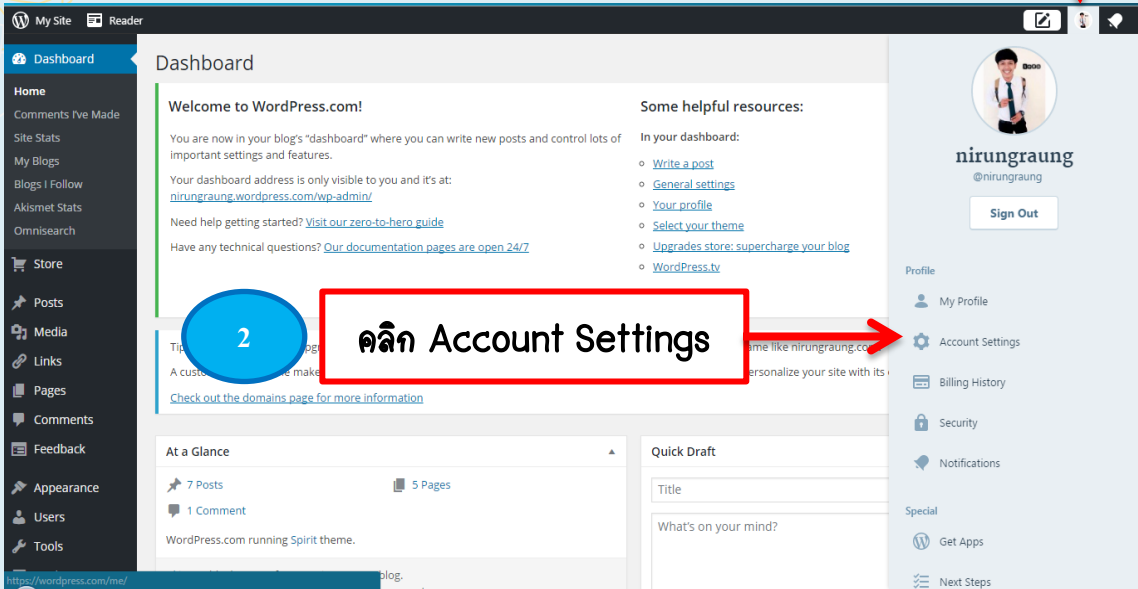 My Site Reader
Dashboard
Home
Comments I've Made
Site Stats
My Blogs
Blogs I Follow
Akismet Stats
Omnisearch
Store
Posts
Media
Links
Pages
Comments
Feedback
Appearance
Users
Tools
https://wordpress.com/me/
Dashboard
Welcome to WordPress.com!
You are now in your blog's "dashboard" where you can write new posts and control lots of
important settings and features.
Your dashboard address is only visible to you and it's at:
nirungraung.wordpress.com/wp-admin/
Need help getting started? Visit our zero-to-hero guide
Have any technical questions? Our documentation pages are open 24/7
Some helpful resources:
In your dashboard:
Write a post
General settings
Your profile
Select your theme
Upgrades store: supercharge your blog
WordPress.tv
2
คลิก Account Settings
like nirungraung.co
A make personalize your site with its
Check out the domains page for more information
At a Glance
7 Posts 5 Pages
1 Comment
WordPress.com running Spirit theme.
blog.
Quick Draft
Title
What's on your mind?
nirungraung
@nirungraung
Sign Out
Profile
My Profile
Account Settings
Billing History
Security
Notifications
Special
Get Apps
Next Steps